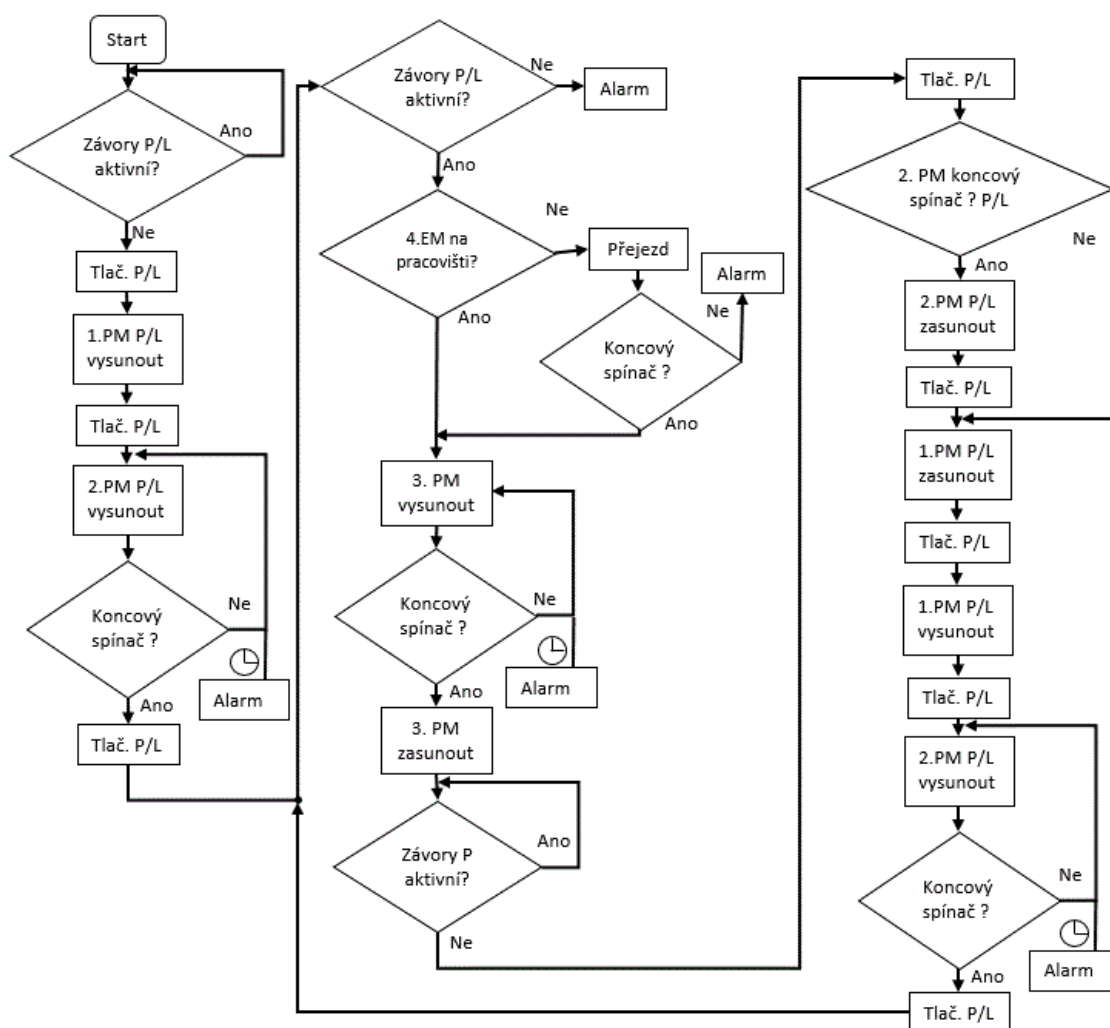 Start
Závory P/L
aktivní?
Ano
Ne
Tlač. P/L
1.PM P/L
vysunout
Tlač. P/L
2.PM P/L
vysunout
Koncový
spínač ?
Ne
Alarm
Ano
Tlač. P/L
Závory P/L
aktivní?
Ne
Alarm
Ano
4.EM na
pracovišti?
Ne
Přejezd
Alarm
Ne
Koncový
spínač ?
Ano
Ano
3. PM
vysunout
Koncový
spínač ?
Ne
Alarm
Ano
3. PM
zasunout
Závory P
aktivní?
Ano
Ne
Tlač. P/L
2. PM koncový
spínač ? P/L
Ne
Ano
2.PM P/L
zasunout
Tlač. P/L
1.PM P/L
zasunout
Tlač. P/L
1.PM P/L
vysunout
Tlač. P/L
2.PM P/L
vysunout
Koncový
spínač ?
Ne
Alarm
Ano
Tlač. P/L